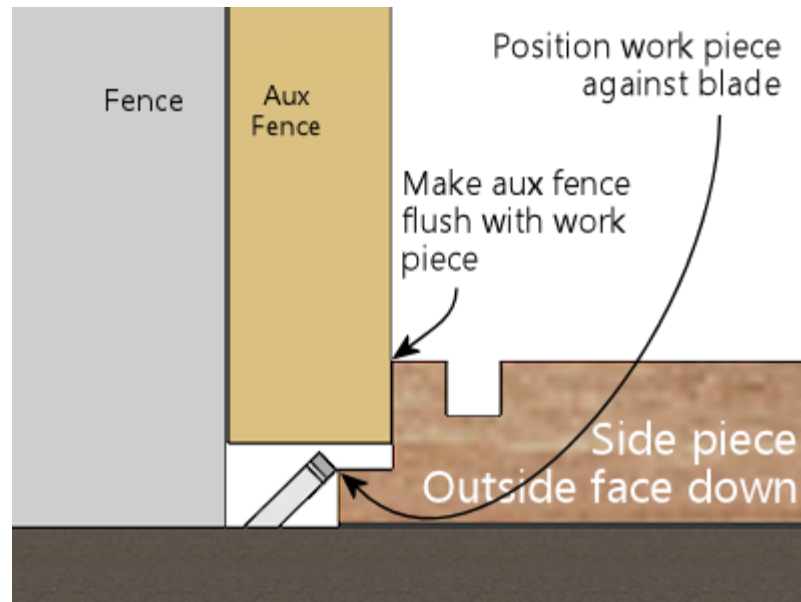 Fence
Aux
Fence
Position work piece
against blade
Make aux fence
flush with work
piece
Side piece
Outside face down